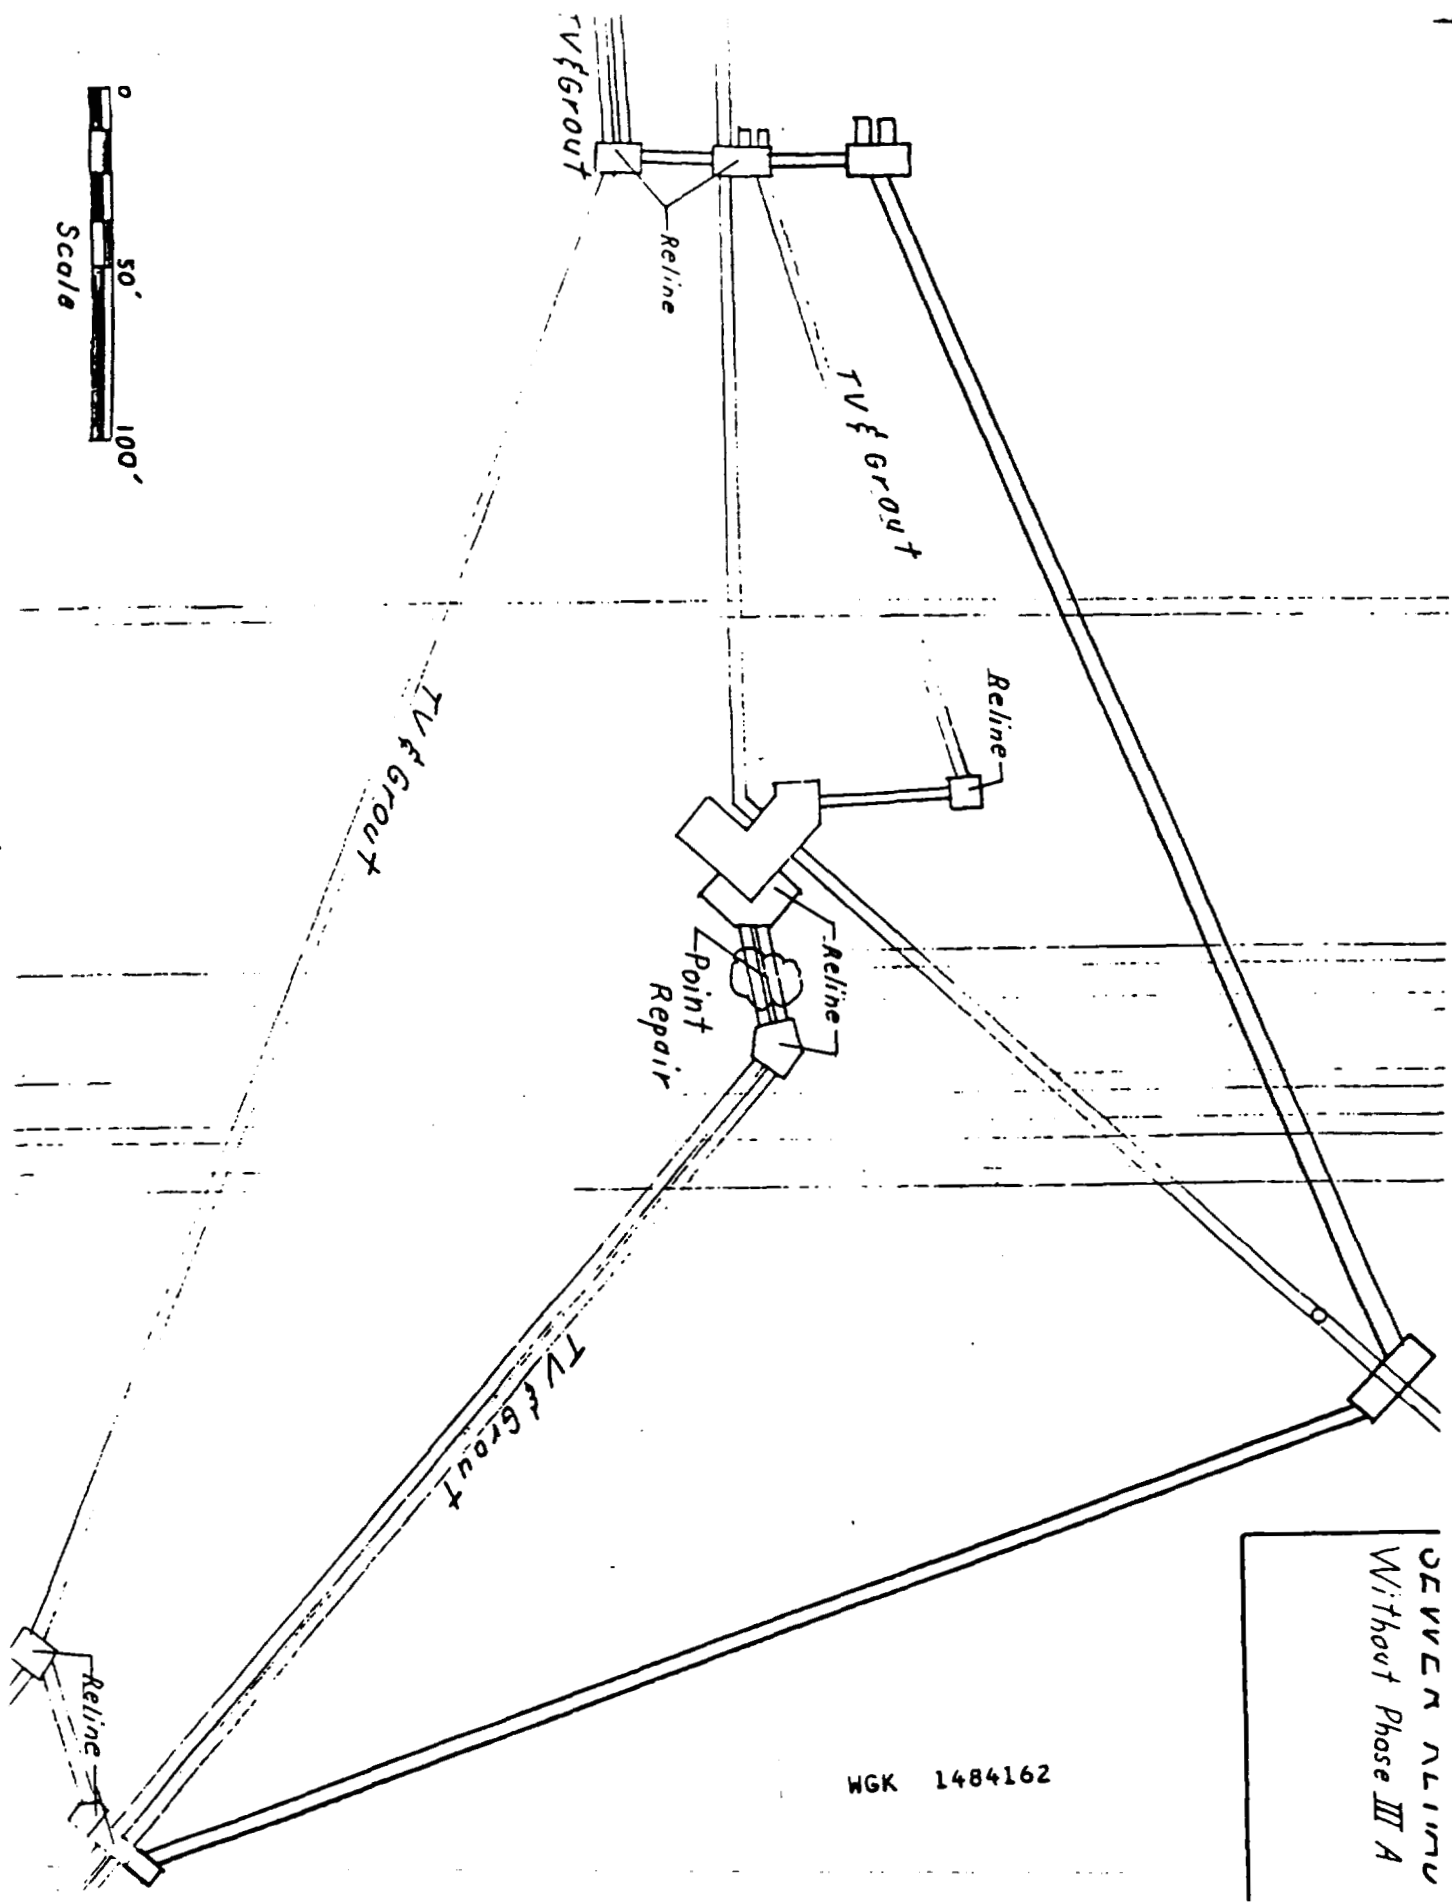 TV & Grout
0
50'
100'
Scale
Reline
TV & Grout
Reline
TV & Grout
Reline
Point
Repair
TV & Grout
Reline
Without Phase III A
WGK 1484162